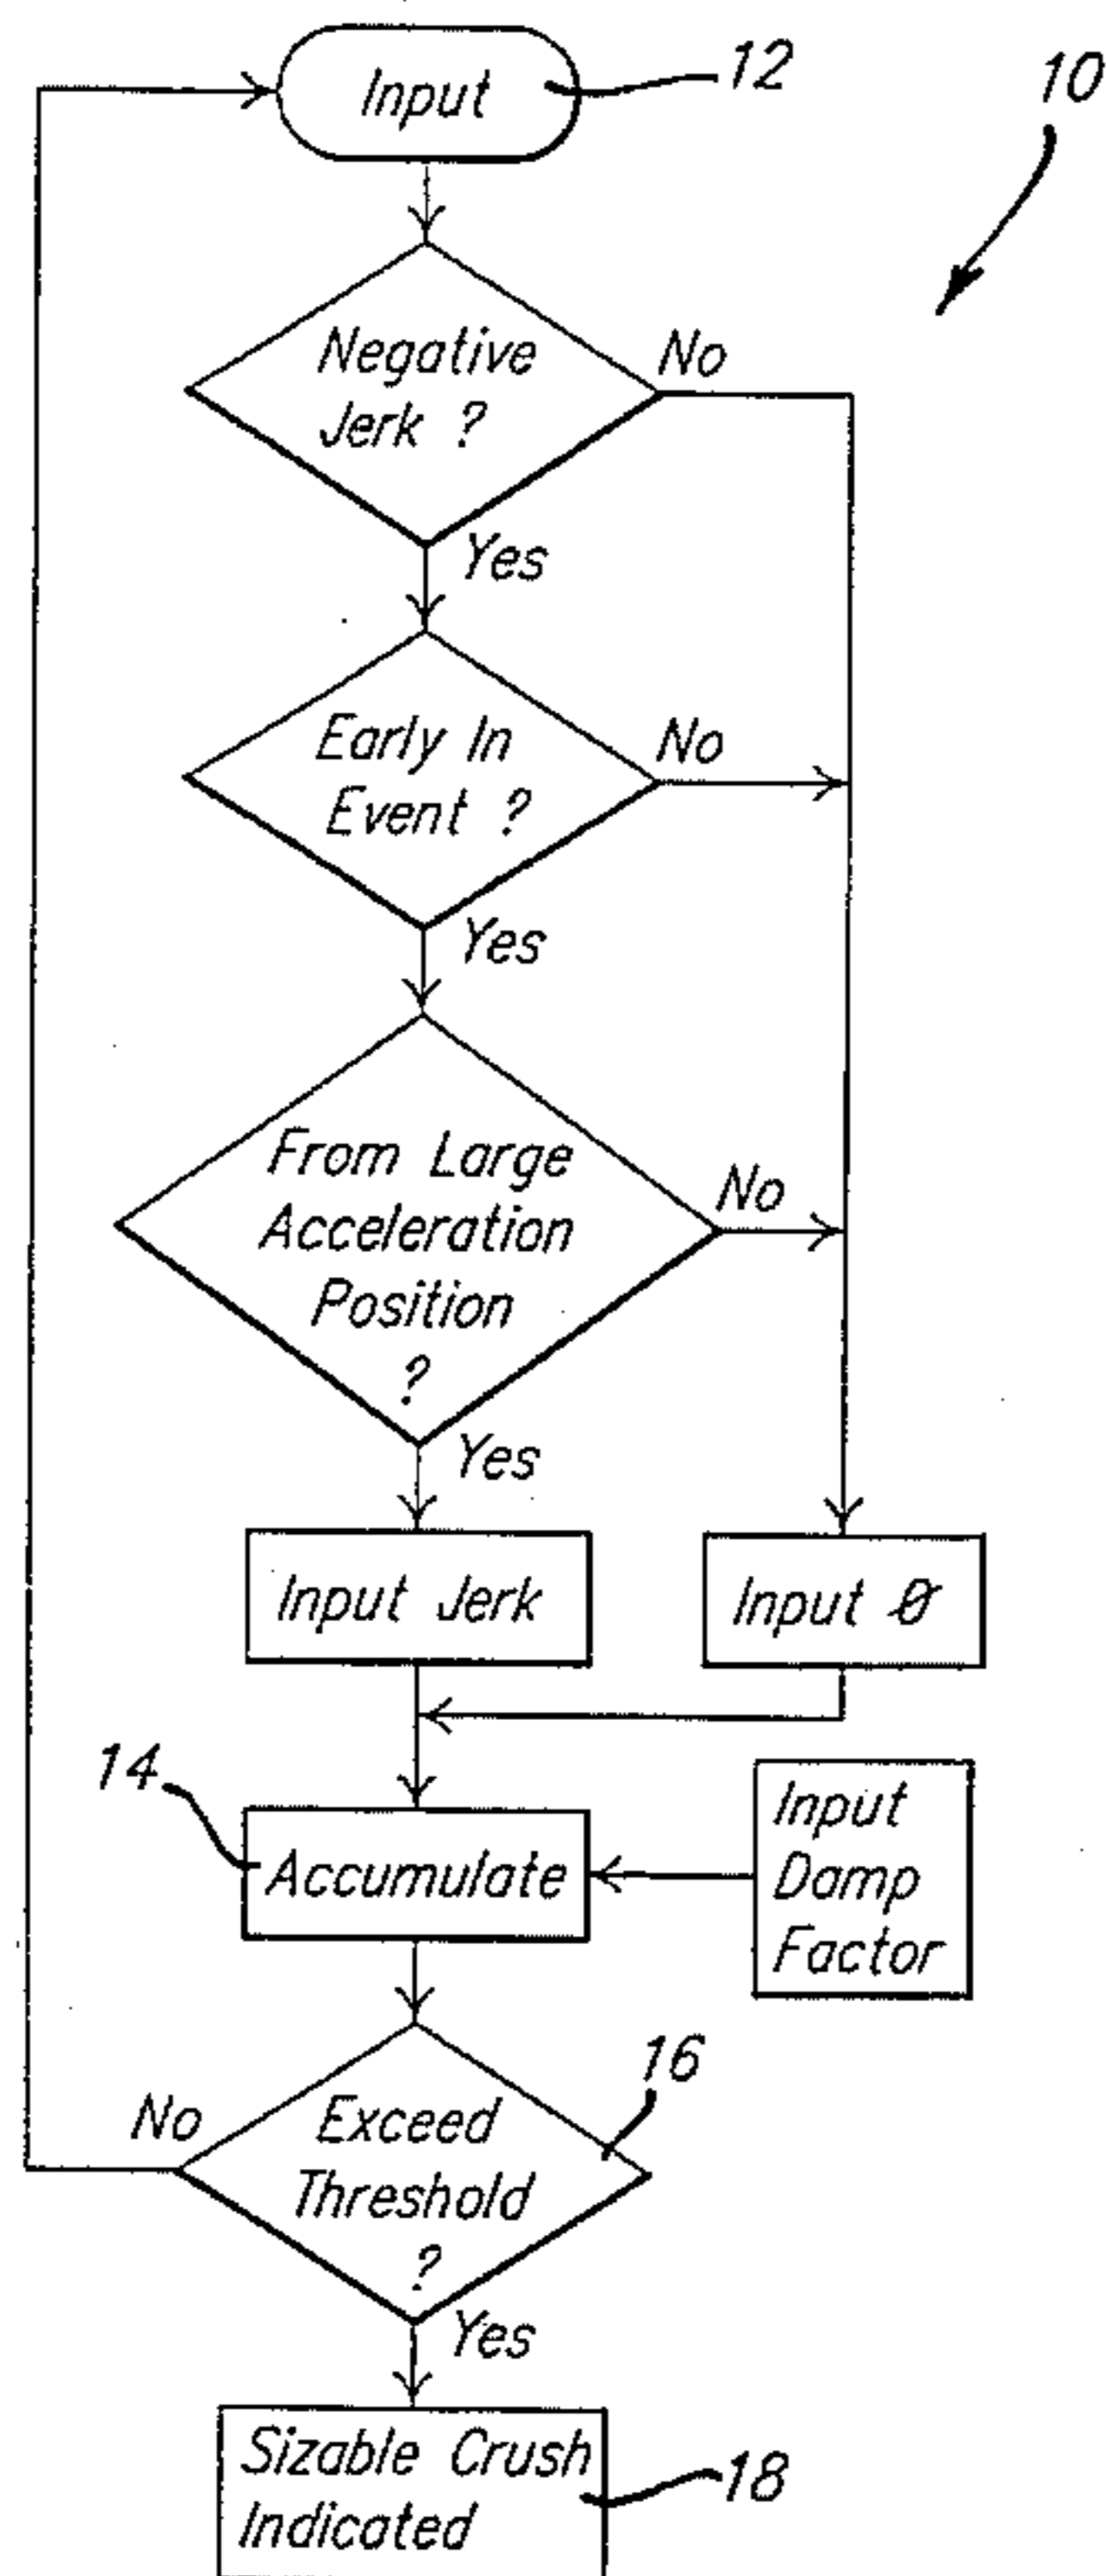 Input
12
10
Negative
Jerk ?
No
Yes
Early In
Event ?
No
Yes
From Large
Acceleration
Position
?
No
Yes
Input Jerk
Input 0
14
Accumulate
Input
Damp
Factor
16
No
Exceed
Threshold
?
Yes
Sizable Crush
Indicated
18